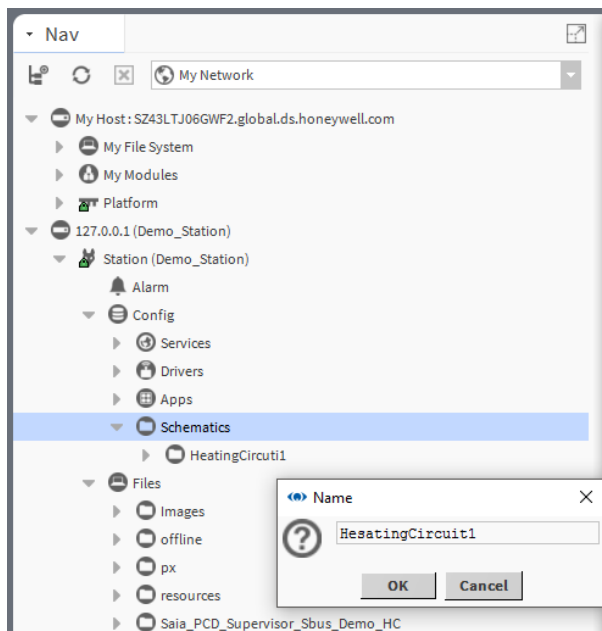 Nav
My Network
My Host : SZ43LTJ06GWF2.global.ds.honeywell.com
My File System
My Modules
Platform
127.0.0.1 (Demo_Station)
Station (Demo_Station)
Alarm
Config
Services
Drivers
Apps
Schematics
HeatingCircuti1
Files
Images
offline
px
resources
Saia_PCD_Supervisor_Sbus_Demo_HC
Name
HesatingCircuit1
OK Cancel